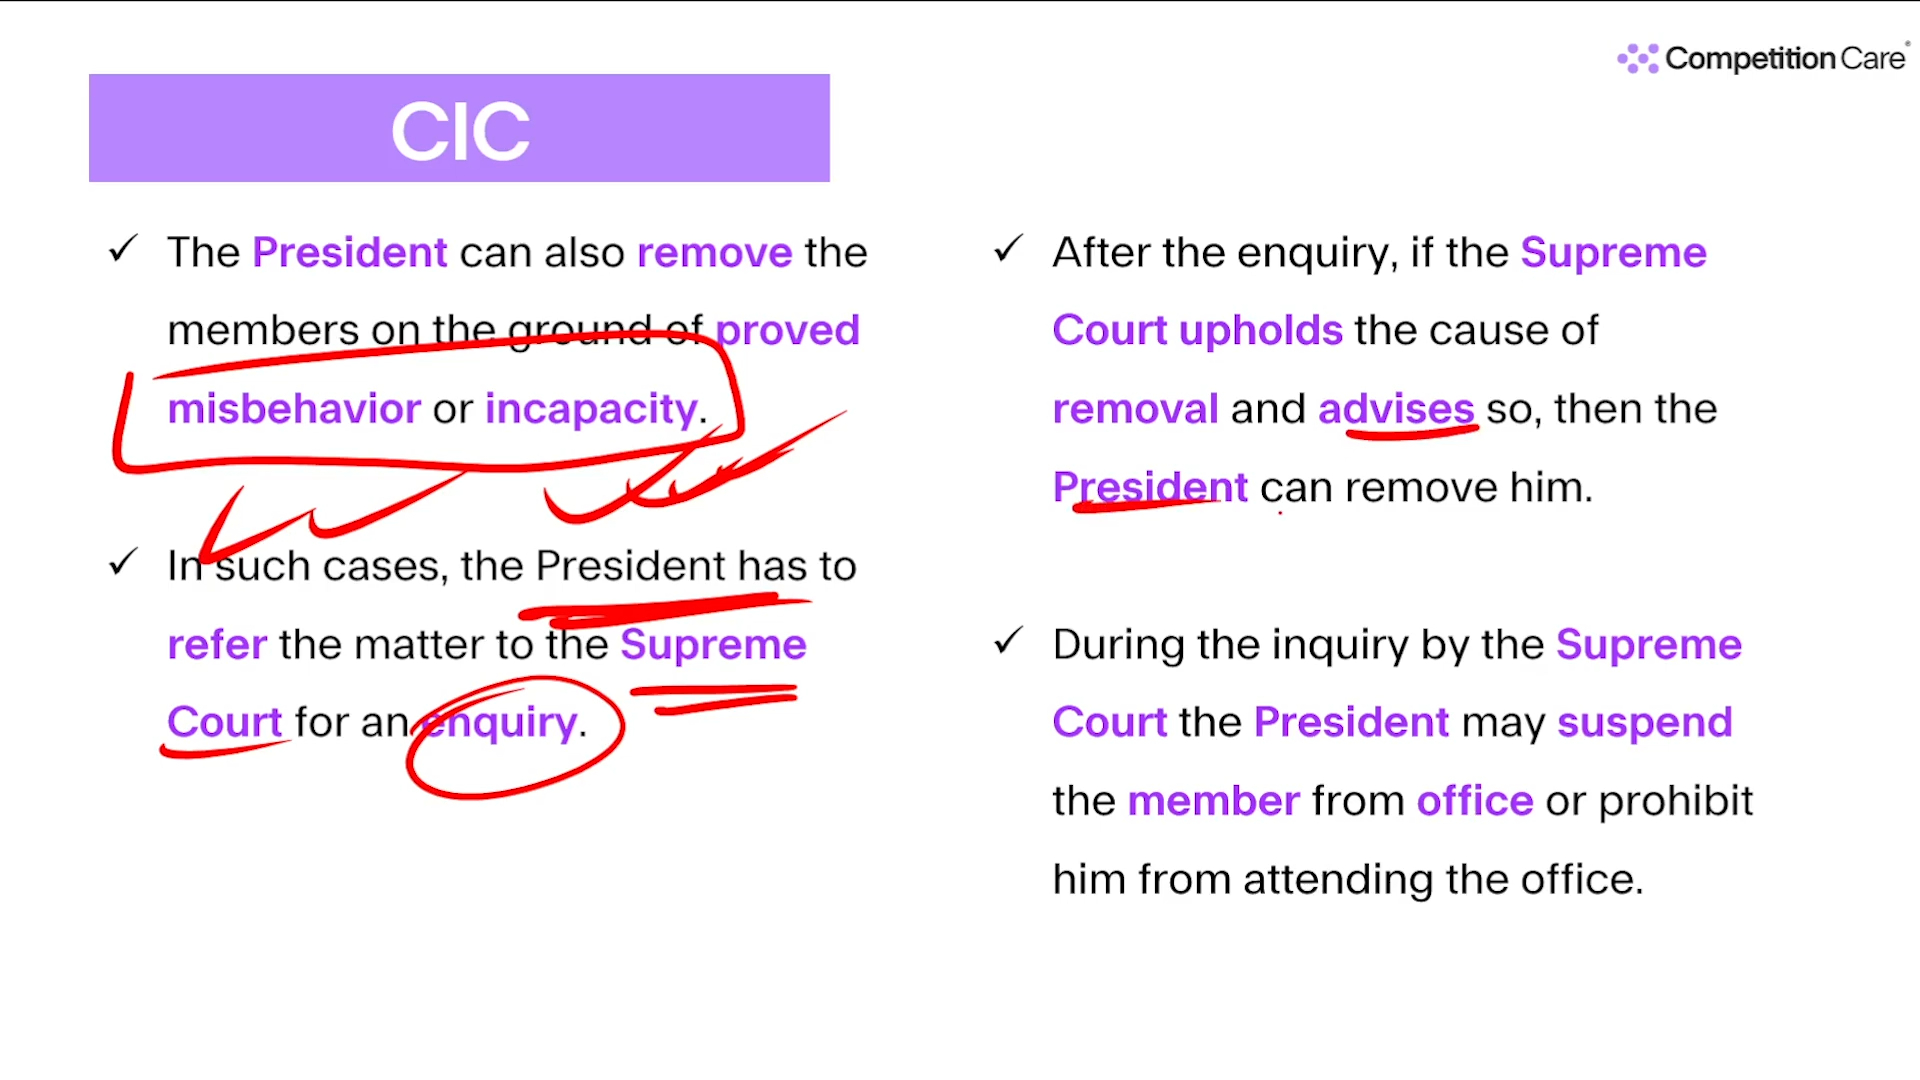 Competition Care
CIC
✓ The President can also remove the
members on the ground of proved
misbehavior or incapacity.
✓ In such cases, the President has to
refer the matter to the Supreme
Court for an enquiry.
✓ After the enquiry, if the Supreme
Court upholds the cause of
removal and advises so, then the
President can remove him.
✓ During the inquiry by the Supreme
Court the President may suspend
the member from office or prohibit
him from attending the office.